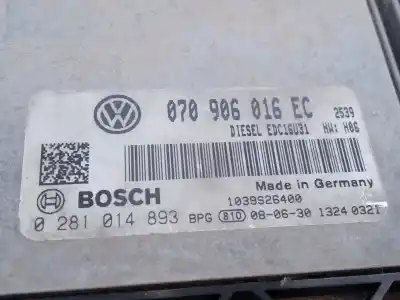 070 906 016 EC 2539
DIESEL EDC16U31 HW: H06
BOSCH
Made in Germany
1039S26400
0 281 014 893 BPG 81D 08-06-30 1324 0321